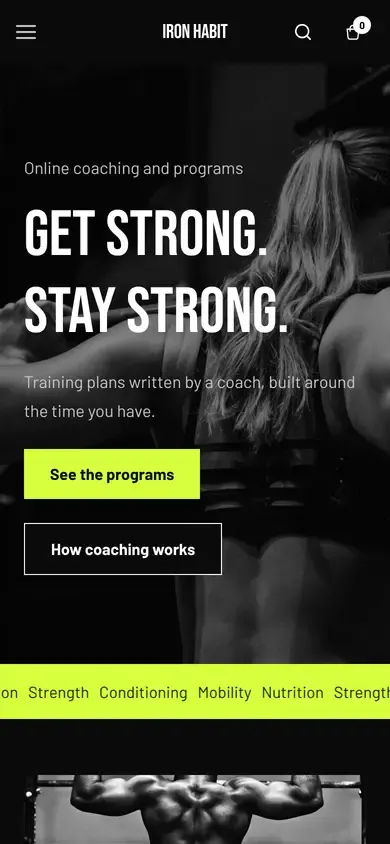 IRON HABIT
0
Online coaching and programs
GET STRONG.
STAY STRONG.
Training plans written by a coach, built around
the time you have.
See the programs
How coaching works
on Strength Conditioning Mobility Nutrition Strength